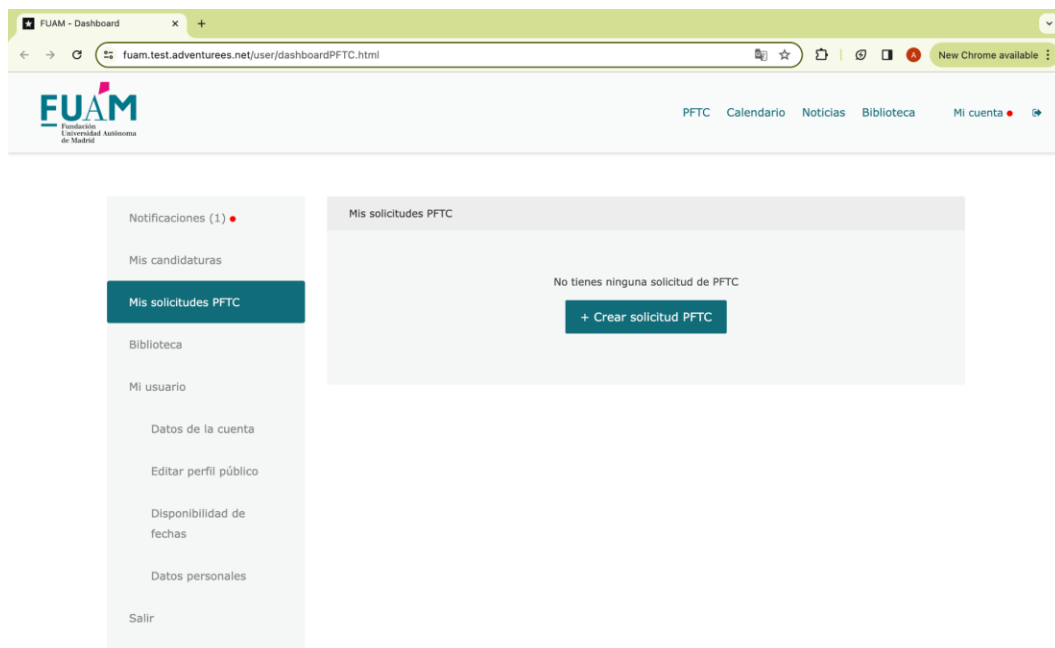 FUAM - Dashboard
fuam.test.adventurees.net/user/dashboardPFTC.html
A
New Chrome available
FUAM
Fundación
Universidad Autónoma
de Madrid
PFTC Calendario Noticias Biblioteca Mi cuenta
Notificaciones (1)
Mis candidaturas
Mis solicitudes PFTC
Biblioteca
Mi usuario
Datos de la cuenta
Editar perfil público
Disponibilidad de
fechas
Datos personales
Salir
Mis solicitudes PFTC
No tienes ninguna solicitud de PFTC
+ Crear solicitud PFTC